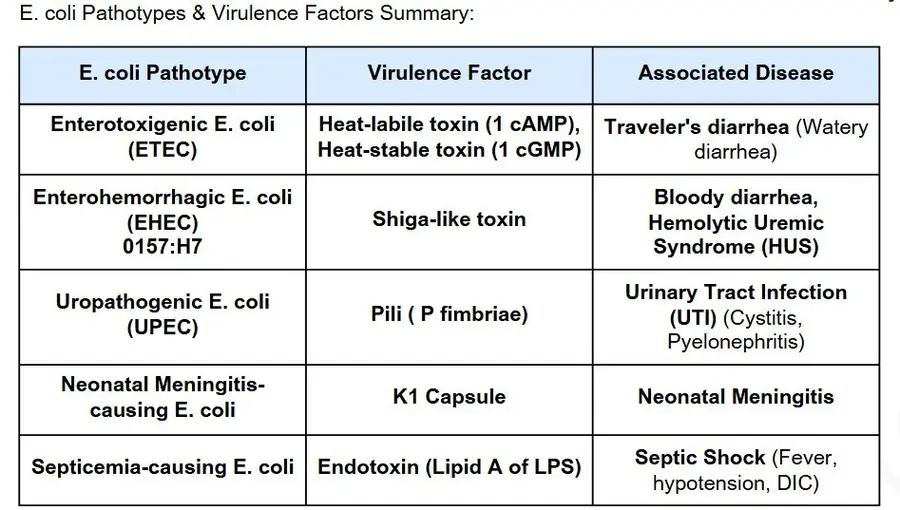 E. coli Pathotypes & Virulence Factors Summary:
E. coli Pathotype
Virulence Factor
Associated Disease
Enterotoxigenic E. coli
(ETEC)
Heat-labile toxin (1 cAMP),
Heat-stable toxin (1 cGMP)
Traveler's diarrhea (Watery
diarrhea)
Enterohemorrhagic E. coli
(EHEC)
0157:H7
Shiga-like toxin
Bloody diarrhea,
Hemolytic Uremic
Syndrome (HUS)
Uropathogenic E. coli
(UPEC)
Pili ( P fimbriae)
Urinary Tract Infection
(UTI) (Cystitis,
Pyelonephritis)
Neonatal Meningitis-
causing E. coli
K1 Capsule
Neonatal Meningitis
Septicemia-causing E. coli
Endotoxin (Lipid A of LPS)
Septic Shock (Fever,
hypotension, DIC)